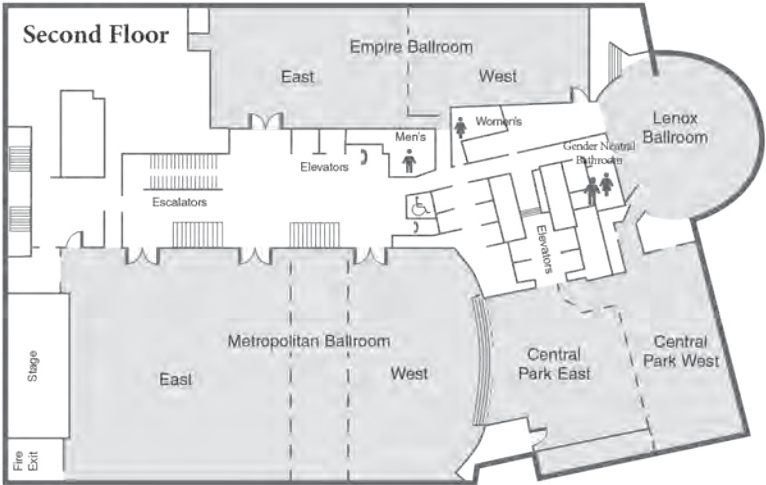 Second Floor
Empire Ballroom
East
West
Women's
Men's
Lenox
Ballroom
Gender Neutral
Bathroom
Elevators
Escalators
Elevators
Metropolitan Ballroom
East
West
Central
Park East
Central
Park West
Stage
Fire
Exit